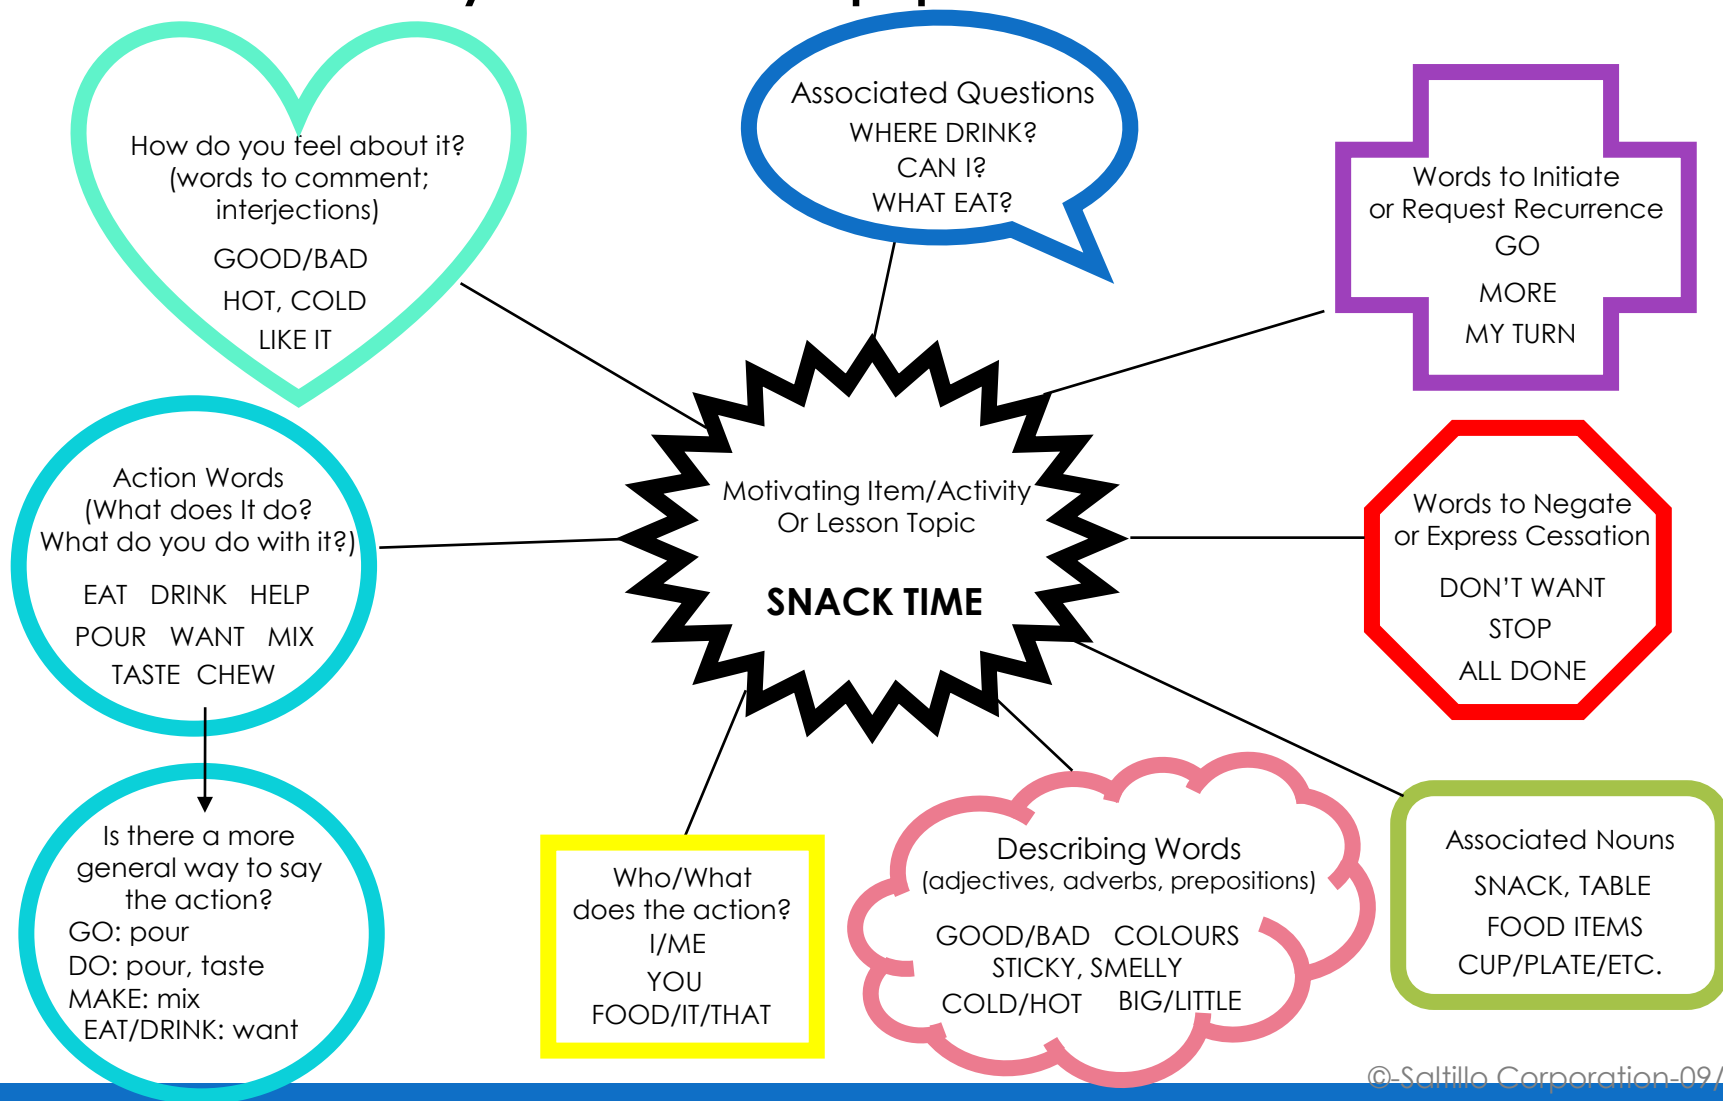 How do you feel about it?
(words to comment;
interjections)
GOOD/BAD
HOT, COLD
LIKE IT
Associated Questions
WHERE DRINK?
CAN I?
WHAT EAT?
Words to Initiate
or Request Recurrence
GO
MORE
MY TURN
Action Words
(What does It do?
What do you do with it?)
EAT DRINK HELP
POUR WANT MIX
TASTE CHEW
Motivating Item/Activity
Or Lesson Topic
SNACK TIME
Words to Negate
or Express Cessation
DON'T WANT
STOP
ALL DONE
Is there a more
general way to say
the action?
GO: pour
DO: pour, taste
MAKE: mix
EAT/DRINK: want
Who/What
does the action?
I/ME
YOU
FOOD/IT/THAT
Describing Words
(adjectives, adverbs, prepositions)
GOOD/BAD COLOURS
STICKY, SMELLY
COLD/HOT BIG/LITTLE
Associated Nouns
SNACK, TABLE
FOOD ITEMS
CUP/PLATE/ETC.
©-Saltillo Corporation-09/